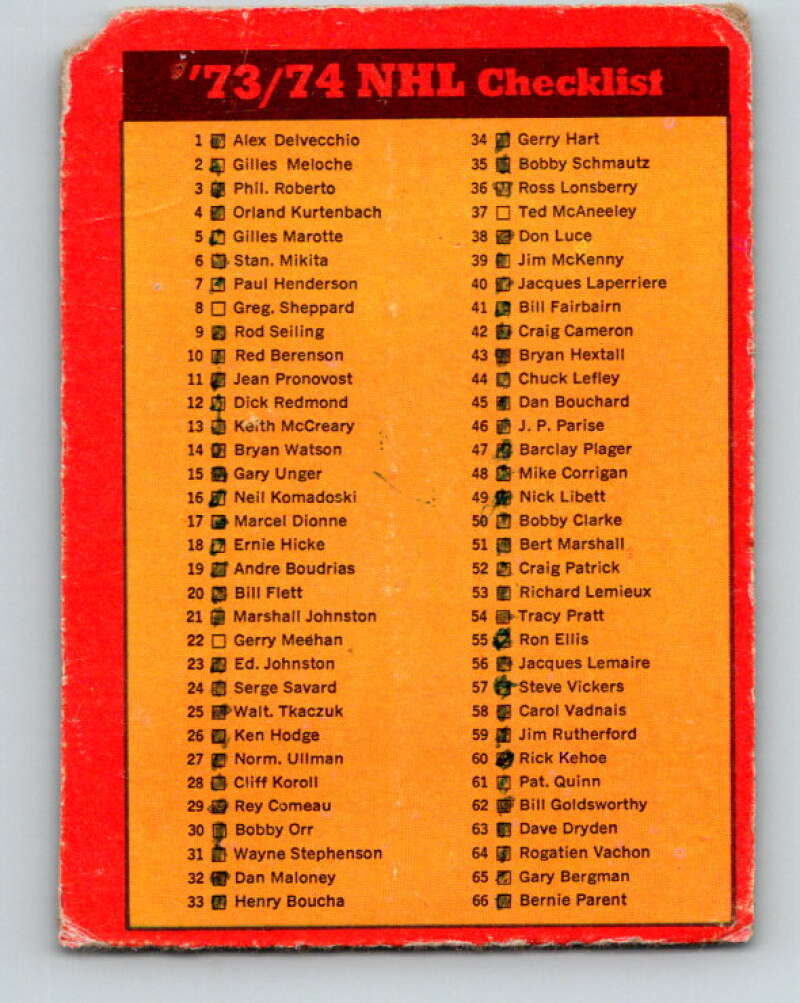 '73/74 NHL Checklist
1 Alex Delvecchio
2 Gilles Meloche
3 Phil. Roberto
4 Orland Kurtenbach
5 Gilles Marotte
6 Stan. Mikita
7 Paul Henderson
8 Greg. Sheppard
9 Rod Seiling
10 Red Berenson
11 Jean Pronovost
12 Dick Redmond
13 Keith McCreary
14 Bryan Watson
15 Gary Unger
16 Neil Komadoski
17 Marcel Dionne
18 Ernie Hicke
19 Andre Boudrias
20 Bill Flett
21 Marshall Johnston
22 Gerry Meehan
23 Ed. Johnston
24 Serge Savard
25 Walt. Tkaczuk
26 Ken Hodge
27 Norm. Ullman
28 Cliff Koroll
29 Rey Comeau
30 Bobby Orr
31 Wayne Stephenson
32 Dan Maloney
33 Henry Boucha
34 Gerry Hart
35 Bobby Schmautz
36 Ross Lonsberry
37 Ted McAneeley
38 Don Luce
39 Jim McKenny
40 Jacques Laperriere
41 Bill Fairbairn
42 Craig Cameron
43 Bryan Hextall
44 Chuck Lefley
45 Dan Bouchard
46 J. P. Parise
47 Barclay Plager
48 Mike Corrigan
49 Nick Libett
50 Bobby Clarke
51 Bert Marshall
52 Craig Patrick
53 Richard Lemieux
54 Tracy Pratt
55 Ron Ellis
56 Jacques Lemaire
57 Steve Vickers
58 Carol Vadnais
59 Jim Rutherford
60 Rick Kehoe
61 Pat. Quinn
62 Bill Goldsworthy
63 Dave Dryden
64 Rogatien Vachon
65 Gary Bergman
66 Bernie Parent